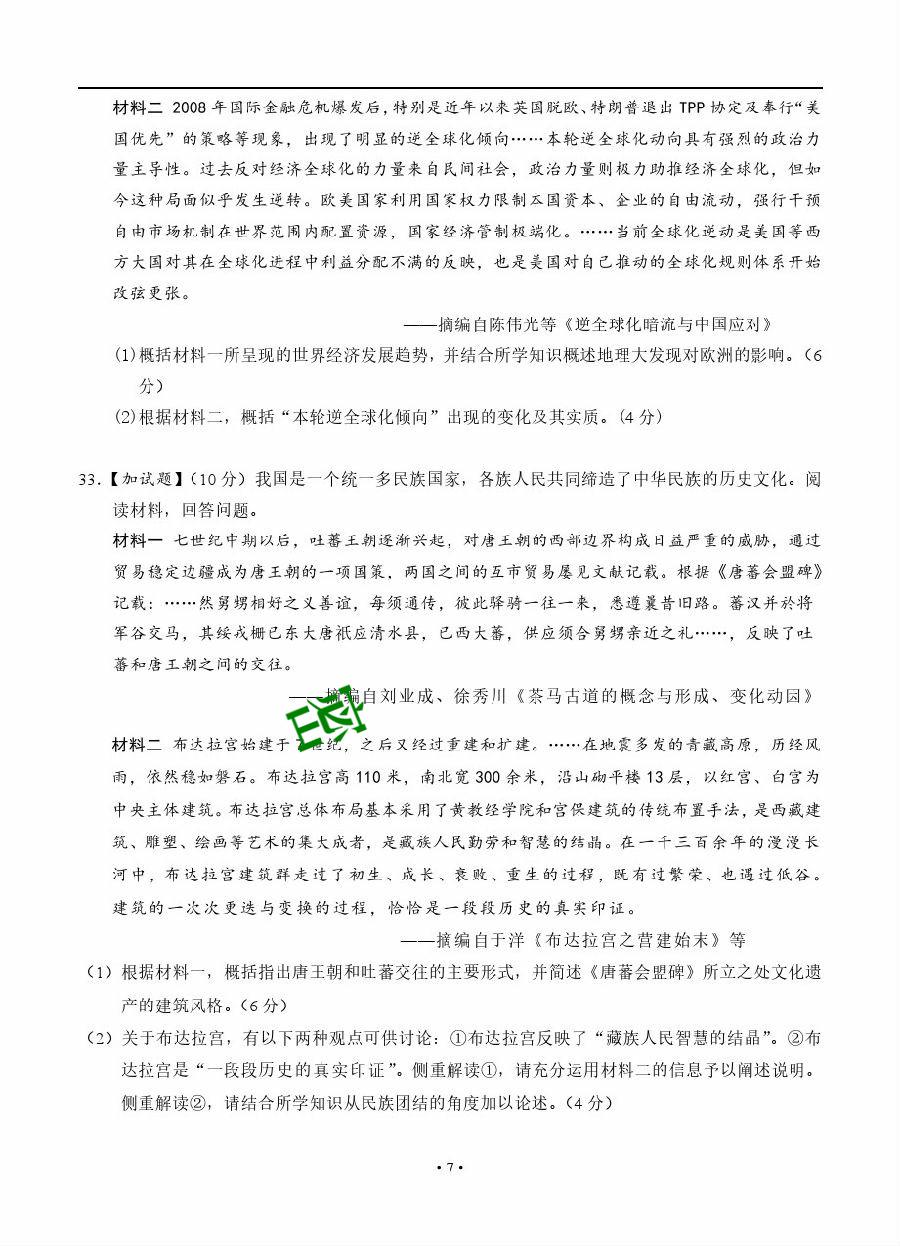 材料二 2008 年国际金融危机爆发后，特别是近年以来英国脱欧、特朗普退出 TPP 协定及奉行“美
国优先”的策略等现象，出现了明显的逆全球化倾向……本轮逆全球化动向具有强烈的政治力
量主导性。过去反对经济全球化的力量来自民间社会，政治力量则极力助推经济全球化，但如
今这种局面似乎发生逆转。欧美国家利用国家权力限制本国资本、企业的自由流动，强行干预
自由市场机制在世界范围内配置资源，国家经济管制极端化。……当前全球化逆动是美国等西
方大国对其在全球化进程中利益分配不满的反映，也是美国对自己推动的全球化规则体系开始
改弦更张。
——摘编自陈伟光等《逆全球化暗流与中国应对》
(1)概括材料一所呈现的世界经济发展趋势，并结合所学知识概述地理大发现对欧洲的影响。（6
分）
(2)根据材料二，概括“本轮逆全球化倾向”出现的变化及其实质。（4 分）
33.【加试题】（10 分）我国是一个统一多民族国家，各族人民共同缔造了中华民族的历史文化。阅
读材料，回答问题。
材料一 七世纪中期以后，吐蕃王朝逐渐兴起，对唐王朝的西部边界构成日益严重的威胁，通过
贸易稳定边疆成为唐王朝的一项国策，两国之间的互市贸易屡见文献记载。根据《唐蕃会盟碑》
记载：……然舅甥相好之义善谊，每须通传，彼此驿骑一往一来，悉遵曩昔旧路。蕃汉并於将
军谷交马，其绥戎栅已东大唐祇应清水县，已西大蕃，供应须合舅甥亲近之礼……，反映了吐
蕃和唐王朝之间的交往。
——摘编自刘业成、徐秀川《茶马古道的概念与形成、变化动因》
材料二 布达拉宫始建于 7 世纪，之后又经过重建和扩建。……在地震多发的青藏高原，历经风
雨，依然稳如磐石。布达拉宫高 110 米，南北宽 300 余米，沿山砌平楼 13 层，以红宫、白宫为
中央主体建筑。布达拉宫总体布局基本采用了黄教经学院和宫保建筑的传统布置手法，是西藏建
筑、雕塑、绘画等艺术的集大成者，是藏族人民勤劳和智慧的结晶。在一千三百余年的漫漫长
河中，布达拉宫建筑群走过了初生、成长、衰败、重生的过程，既有过繁荣、也遇过低谷。
建筑的一次次更迭与变换的过程，恰恰是一段段历史的真实印证。
——摘编自于洋《布达拉宫之营建始末》等
（1）根据材料一，概括指出唐王朝和吐蕃交往的主要形式，并简述《唐蕃会盟碑》所立之处文化遗
产的建筑风格。（6 分）
（2）关于布达拉宫，有以下两种观点可供讨论：①布达拉宫反映了“藏族人民智慧的结晶”。②布
达拉宫是“一段段历史的真实印证”。侧重解读①，请充分运用材料二的信息予以阐述说明。
侧重解读②，请结合所学知识从民族团结的角度加以论述。（4 分）
• 7 •